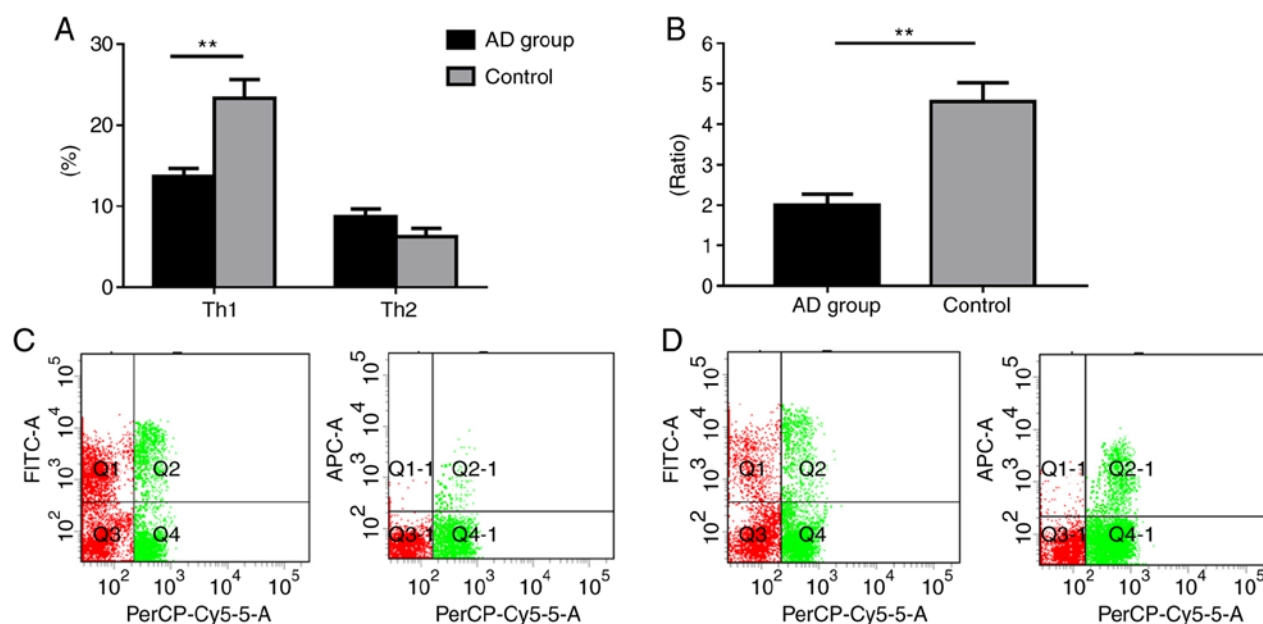 A
(%)
30
20
10
0
**
Th1
Th2
AD group
Control
B
(Ratio)
6
5
4
3
2
1
0
**
AD group
Control
C
FITC-A
10^5
10^4
10^3
10^2
Q1
Q2
Q3
Q4
10^2 10^3 10^4 10^5
PerCP-Cy5-5-A
APC-A
10^5
10^4
10^3
10^2
Q1-1
Q2-1
Q3-1
Q4-1
10^2 10^3 10^4 10^5
PerCP-Cy5-5-A
D
FITC-A
10^5
10^4
10^3
10^2
Q1
Q2
Q3
Q4
10^2 10^3 10^4 10^5
PerCP-Cy5-5-A
APC-A
10^5
10^4
10^3
10^2
Q1-1
Q2-1
Q3-1
Q4-1
10^2 10^3 10^4 10^5
PerCP-Cy5-5-A